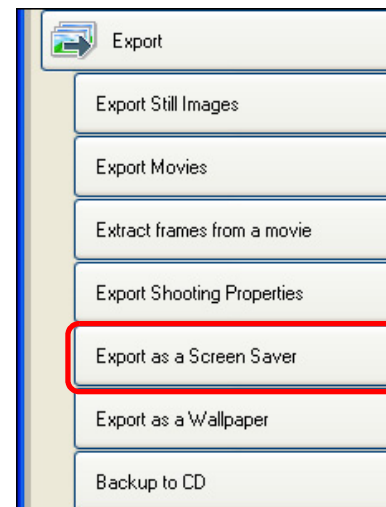 Export
Export Still Images
Export Movies
Extract frames from a movie
Export Shooting Properties
Export as a Screen Saver
Export as a Wallpaper
Backup to CD